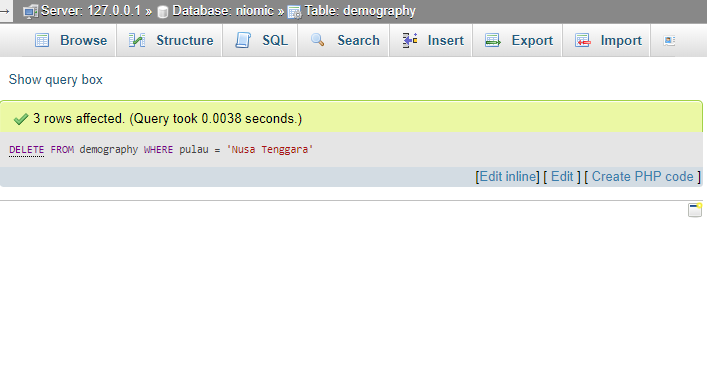 Server: 127.0.0.1 » Database: niomic » Table: demography
Browse Structure SQL Search Insert Export Import
Show query box
3 rows affected. (Query took 0.0038 seconds.)
DELETE FROM demography WHERE pulau = 'Nusa Tenggara'
[Edit inline] [ Edit ] [ Create PHP code ]